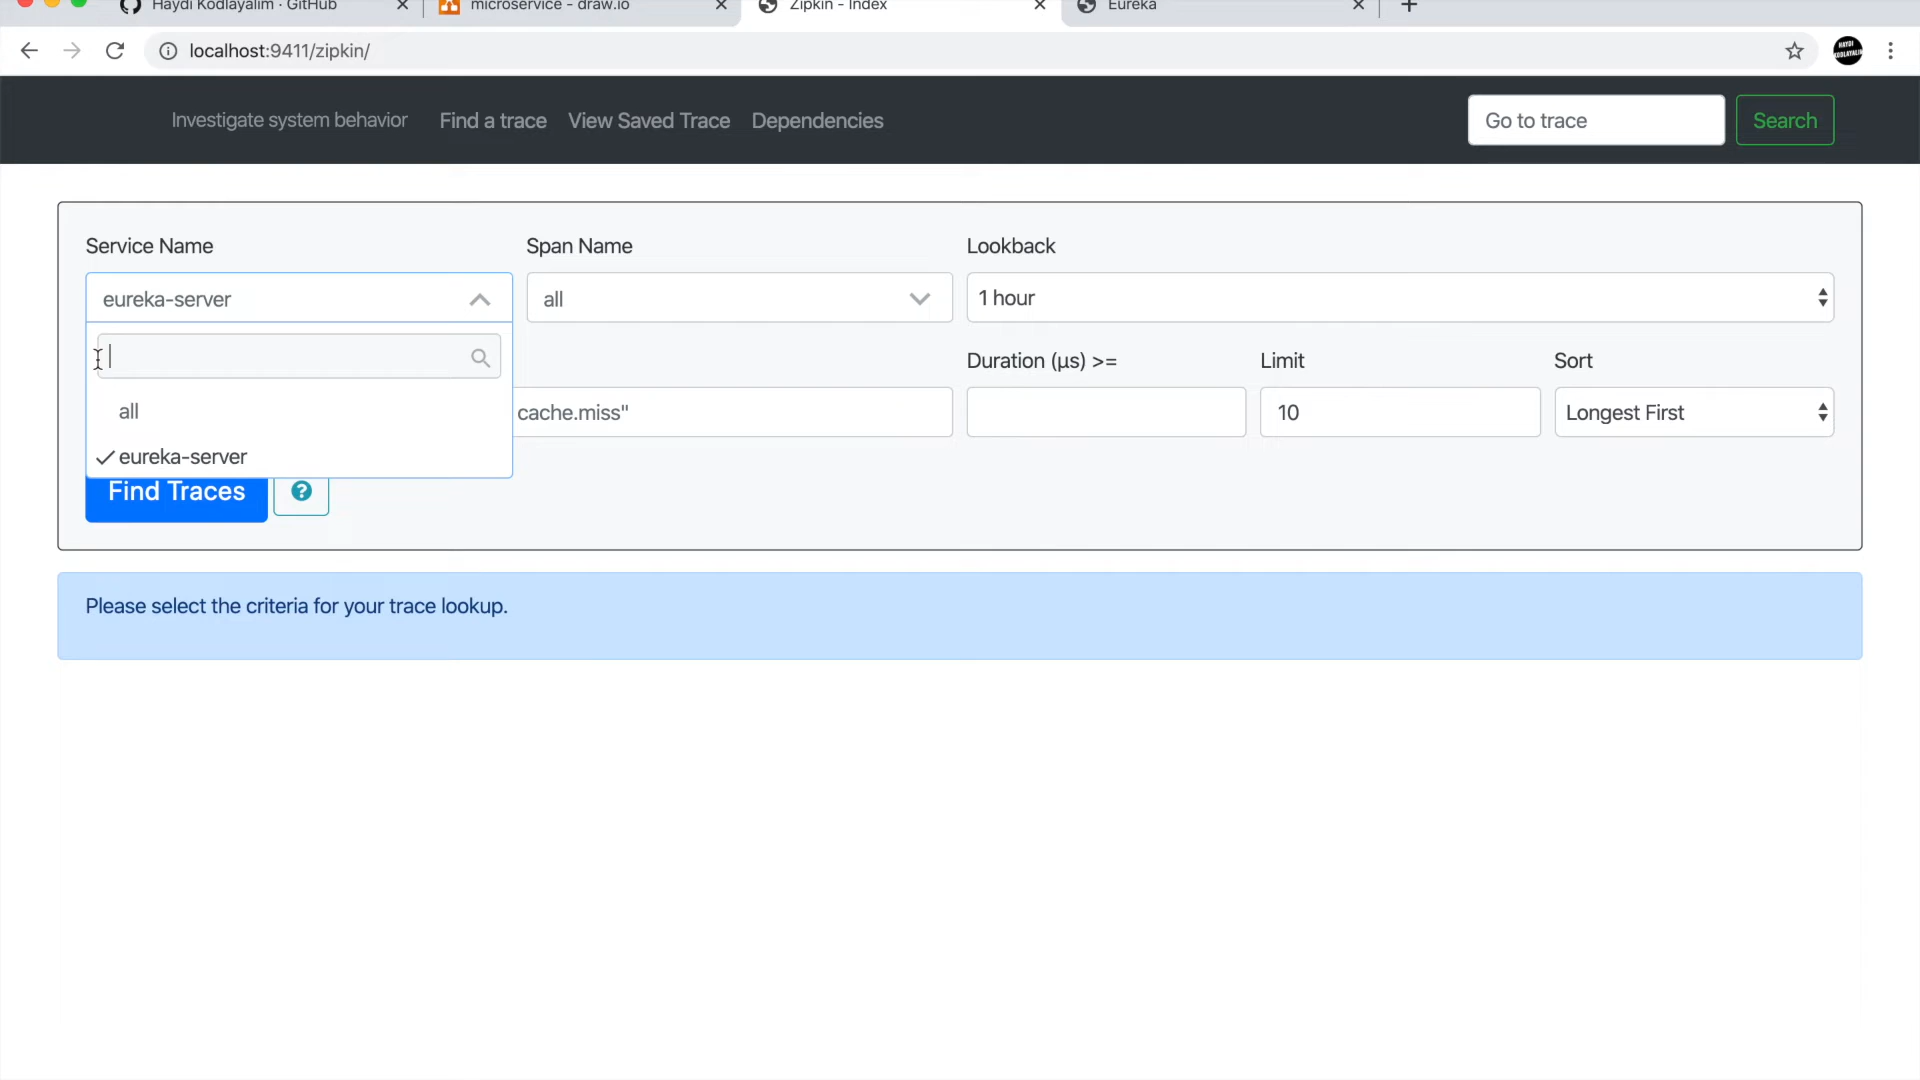 Haydi Kodlayalim · GitHub
microservice - draw.io
Zipkin - Index
Eureka
localhost:9411/zipkin/
HAYDI
KODLAYALIM
Investigate system behavior
Find a trace
View Saved Trace
Dependencies
Go to trace
Search
Service Name
Span Name
Lookback
eureka-server
all
1 hour
Duration (μs) >=
Limit
Sort
all
cache.miss"
10
Longest First
eureka-server
Find Traces
Please select the criteria for your trace lookup.